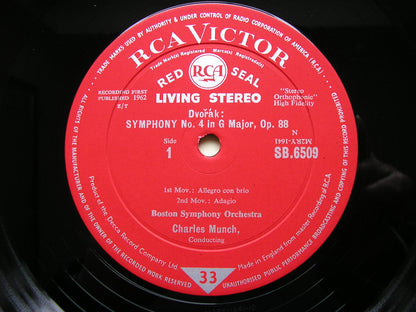 TRADE MARKS USED BY AUTHORITY & UNDER CONTROL OF RADIO CORPORATION OF AMERICA (R.C.A.)
RCA VICTOR
Trade Mark(s) Registered Marca(s) Registrada(s)
RED RCA SEAL
RECORDING FIRST
PUBLISHED 1962
E/T
LIVING STEREO
"Stereo
Orthophonic"
High Fidelity
Dvořák:
SYMPHONY No. 4 in G Major, Op. 88
N
MER-1641
Side
1
SB.6509
1st Mov.: Allegro con brio
2nd Mov.: Adagio
Boston Symphony Orchestra
Charles Munch,
Conducting
Product of the Decca Record Company Ltd.
Made in England from master Recording of R.C.A.
33
ALL RIGHTS OF THE MANUFACTURER AND OF THE OWNER OF THE RECORDED WORK RESERVED
UNAUTHORISED PUBLIC PERFORMANCE BROADCASTING AND COPYING OF THIS RECORD PROHIBITED